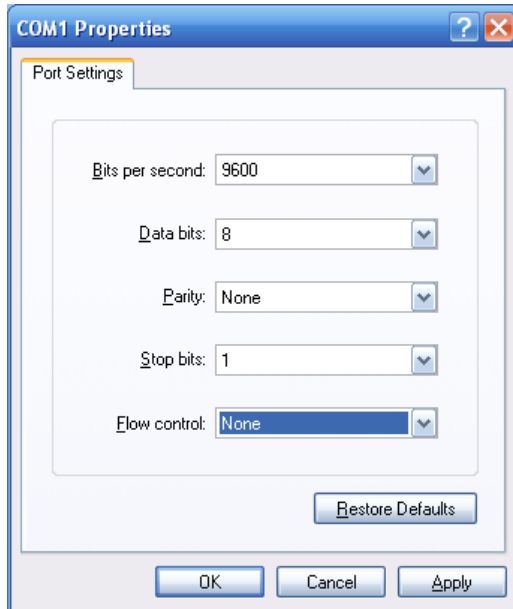 COM1 Properties
Port Settings
Bits per second: 9600
Data bits: 8
Parity: None
Stop bits: 1
Flow control: None
Restore Defaults
OK Cancel Apply